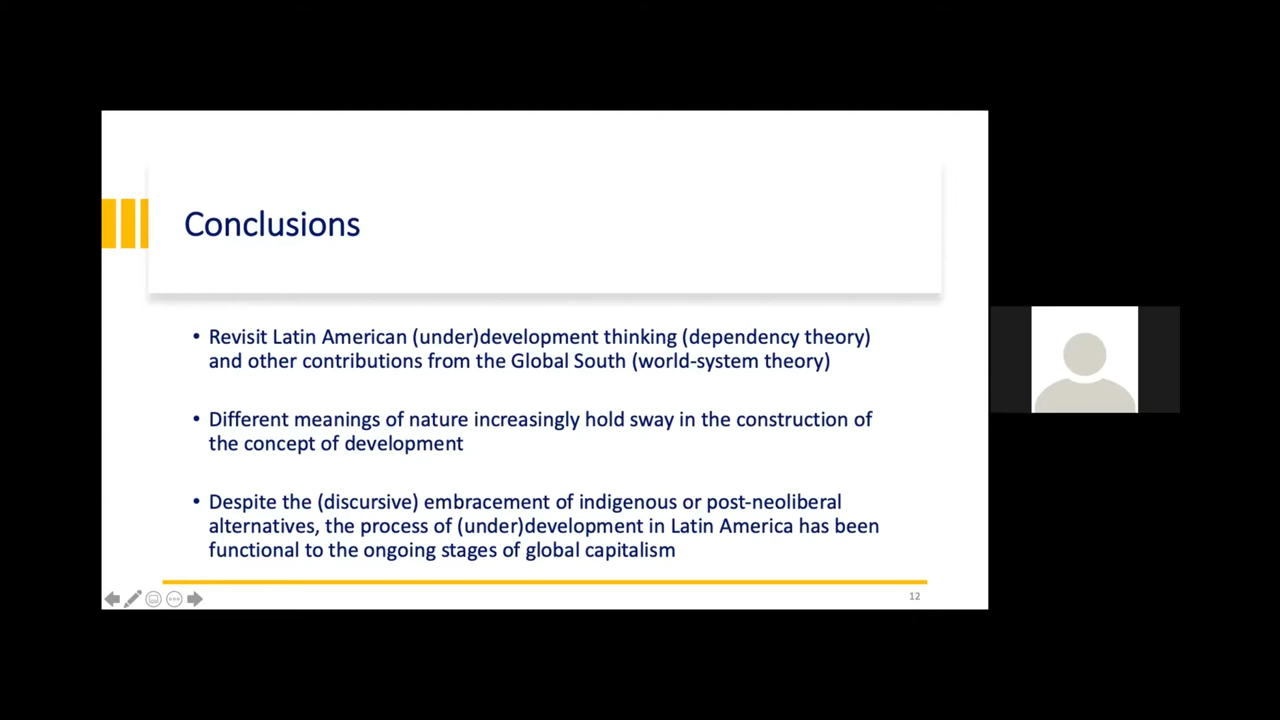 Conclusions
• Revisit Latin American (under)development thinking (dependency theory)
and other contributions from the Global South (world-system theory)
• Different meanings of nature increasingly hold sway in the construction of
the concept of development
• Despite the (discursive) embracement of indigenous or post-neoliberal
alternatives, the process of (under)development in Latin America has been
functional to the ongoing stages of global capitalism
12